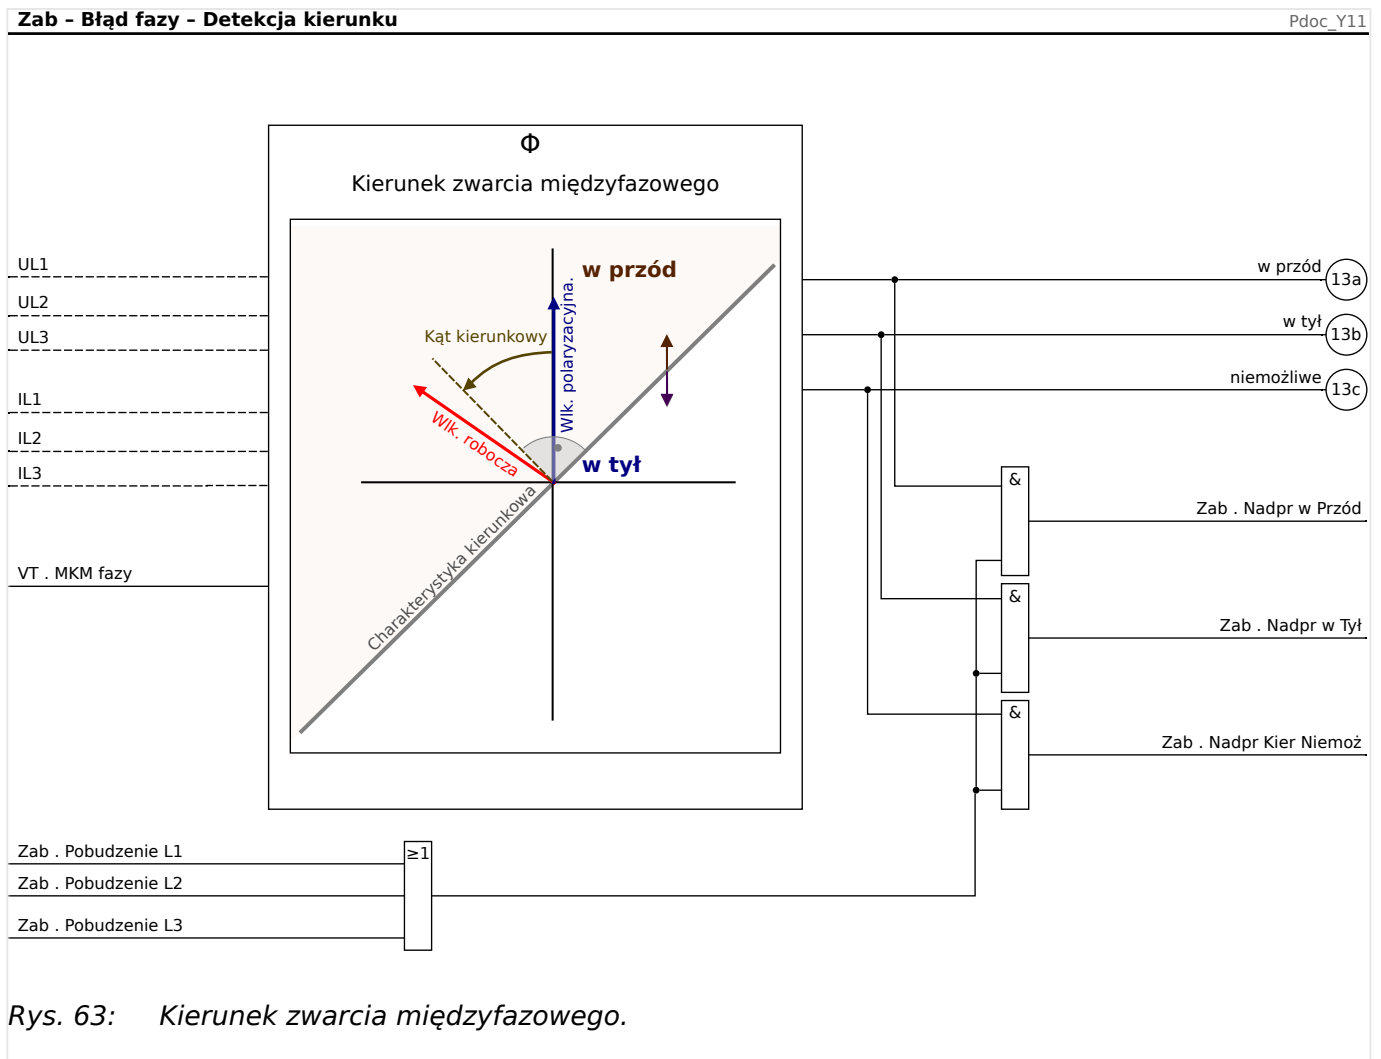 Zab – Błąd fazy – Detekcja kierunku
Pdoc_Y11
Φ
Kierunek zwarcia międzyfazowego
UL1
UL2
UL3
IL1
IL2
IL3
VT . MKM fazy
w przód
Wlk. polaryzacyjna.
Kąt kierunkowy
Wlk. robocza
w tył
Charakterystyka kierunkowa
w przód
13a
w tył
13b
niemożliwe
13c
&
Zab . Nadpr w Przód
&
Zab . Nadpr w Tył
&
Zab . Nadpr Kier Niemoż
Zab . Pobudzenie L1
≥1
Zab . Pobudzenie L2
Zab . Pobudzenie L3
Rys. 63: Kierunek zwarcia międzyfazowego.